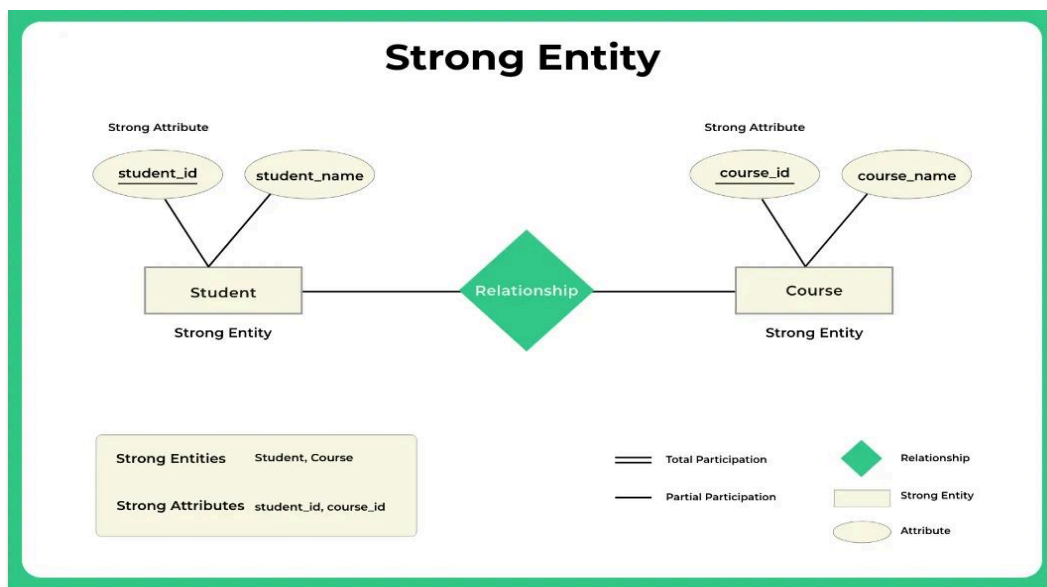 Strong Entity
Strong Attribute
student_id
student_name
Strong Attribute
course_id
course_name
Student
Strong Entity
Relationship
Course
Strong Entity
Strong Entities Student, Course
Strong Attributes student_id, course_id
Total Participation
Partial Participation
Relationship
Strong Entity
Attribute